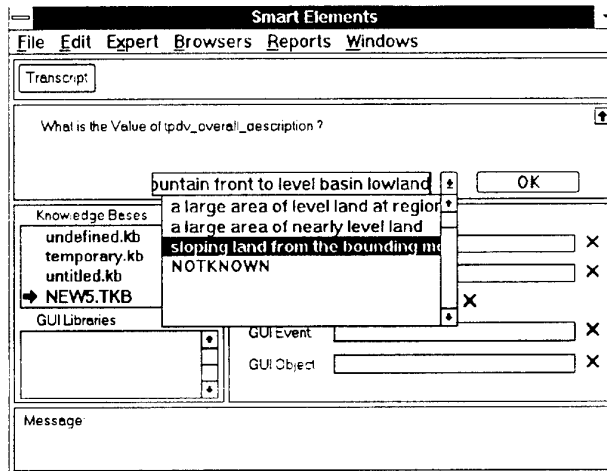 Smart Elements
File Edit Expert Browsers Reports Windows
Transcript
What is the Value of tpdv_overall_description ?
ountain front to level basin lowland
OK
a large area of level land at region
a large area of nearly level land
sloping land from the bounding mo
NOTKNOWN
Knowledge Bases
undefined.kb
temporary.kb
untitled.kb
NEW5.TKB
GUI Libraries
GUI Event
GUI Object
Message